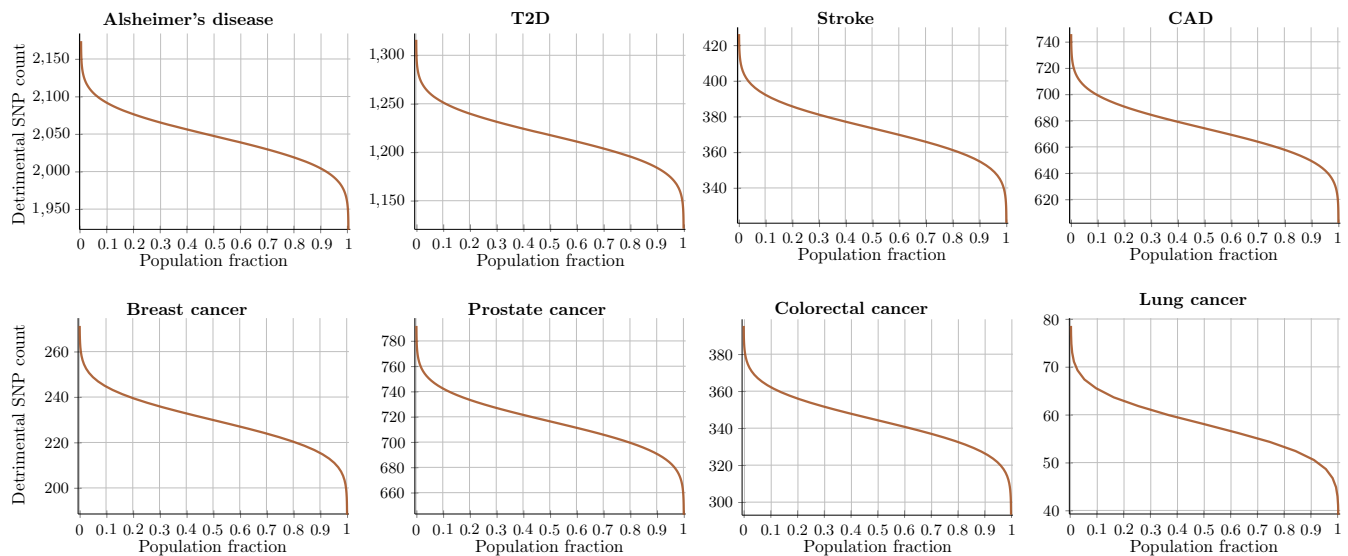 Alsheimer's disease
T2D
Stroke
CAD
Detrimental SNP count
2,150
2,100
2,050
2,000
1,950
0 0.1 0.2 0.3 0.4 0.5 0.6 0.7 0.8 0.9 1
Population fraction
1,300
1,250
1,200
1,150
0 0.1 0.2 0.3 0.4 0.5 0.6 0.7 0.8 0.9 1
Population fraction
420
400
380
360
340
0 0.1 0.2 0.3 0.4 0.5 0.6 0.7 0.8 0.9 1
Population fraction
740
720
700
680
660
640
620
0 0.1 0.2 0.3 0.4 0.5 0.6 0.7 0.8 0.9 1
Population fraction
Breast cancer
Prostate cancer
Colorectal cancer
Lung cancer
Detrimental SNP count
260
240
220
200
0 0.1 0.2 0.3 0.4 0.5 0.6 0.7 0.8 0.9 1
Population fraction
780
760
740
720
700
680
660
0 0.1 0.2 0.3 0.4 0.5 0.6 0.7 0.8 0.9 1
Population fraction
380
360
340
320
300
0 0.1 0.2 0.3 0.4 0.5 0.6 0.7 0.8 0.9 1
Population fraction
80
70
60
50
40
0 0.1 0.2 0.3 0.4 0.5 0.6 0.7 0.8 0.9 1
Population fraction